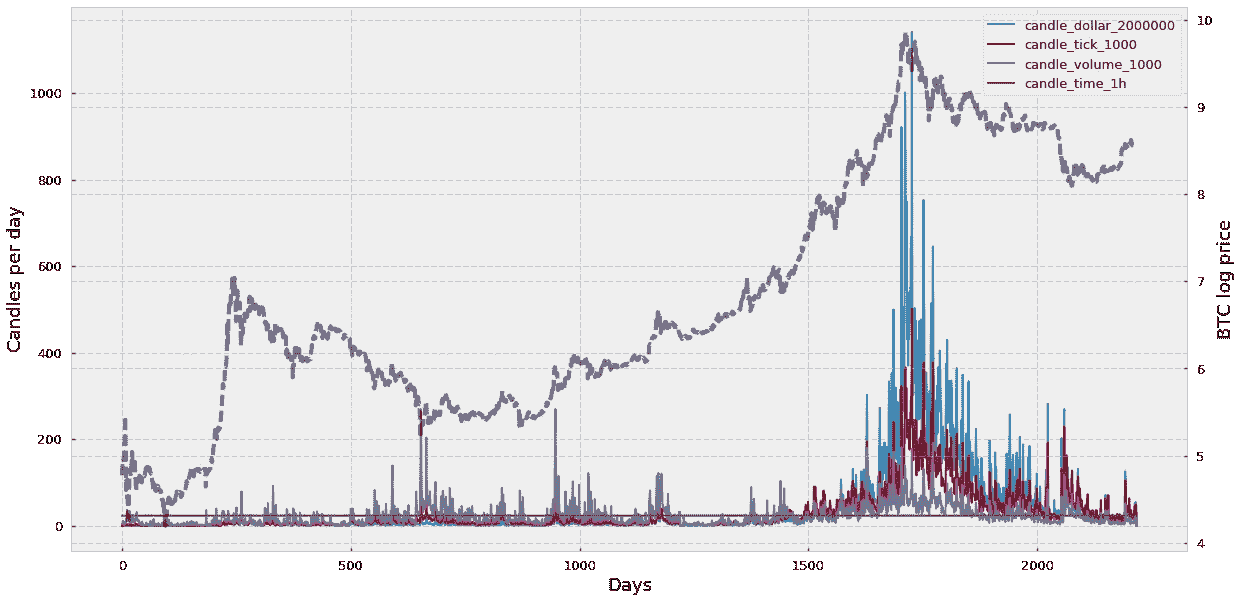 candle_dollar_2000000
candle_tick_1000
candle_volume_1000
candle_time_1h
Candles per day
1000
800
600
400
200
0
10
9
8
7
6
5
4
BTC log price
0
500
1000
1500
2000
Days